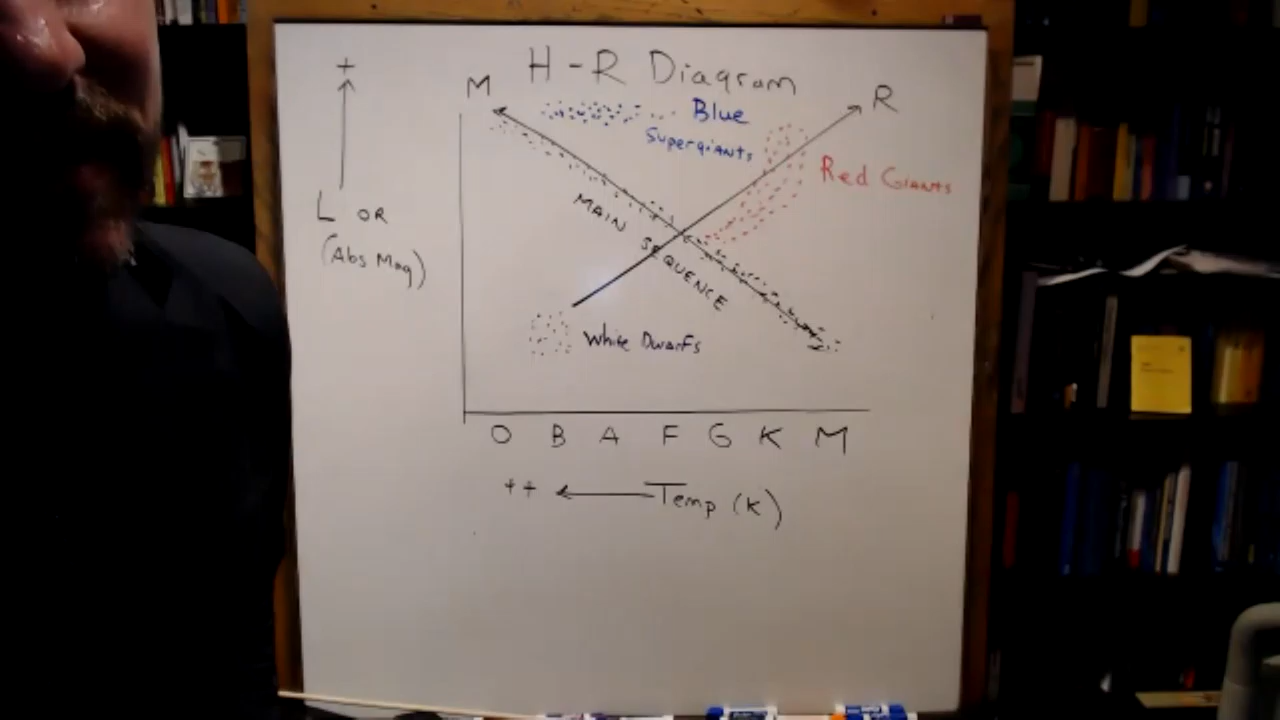 H-R Diagram
+
M
R
Blue
Supergiants
Red Giants
L OR
(Abs Mag)
MAIN SEQUENCE
White Dwarfs
O B A F G K M
++ ← Temp (K)